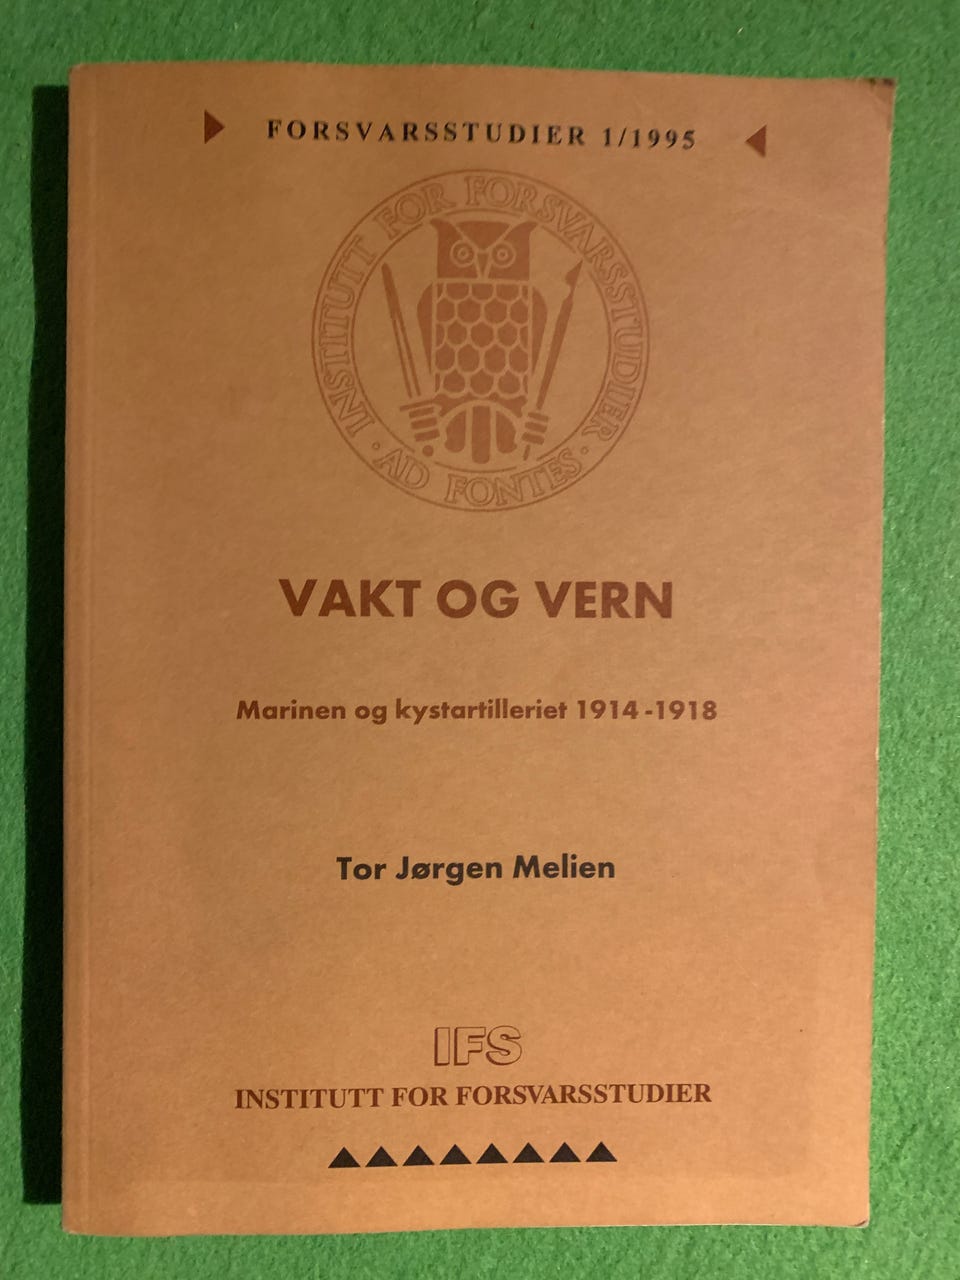 FORSVARSSTUDIER 1/1995
INSTITUTT FOR FORSVARSSTUDIER
· AD FONTES ·
VAKT OG VERN
Marinen og kystartilleriet 1914-1918
Tor Jørgen Melien
IFS
INSTITUTT FOR FORSVARSSTUDIER